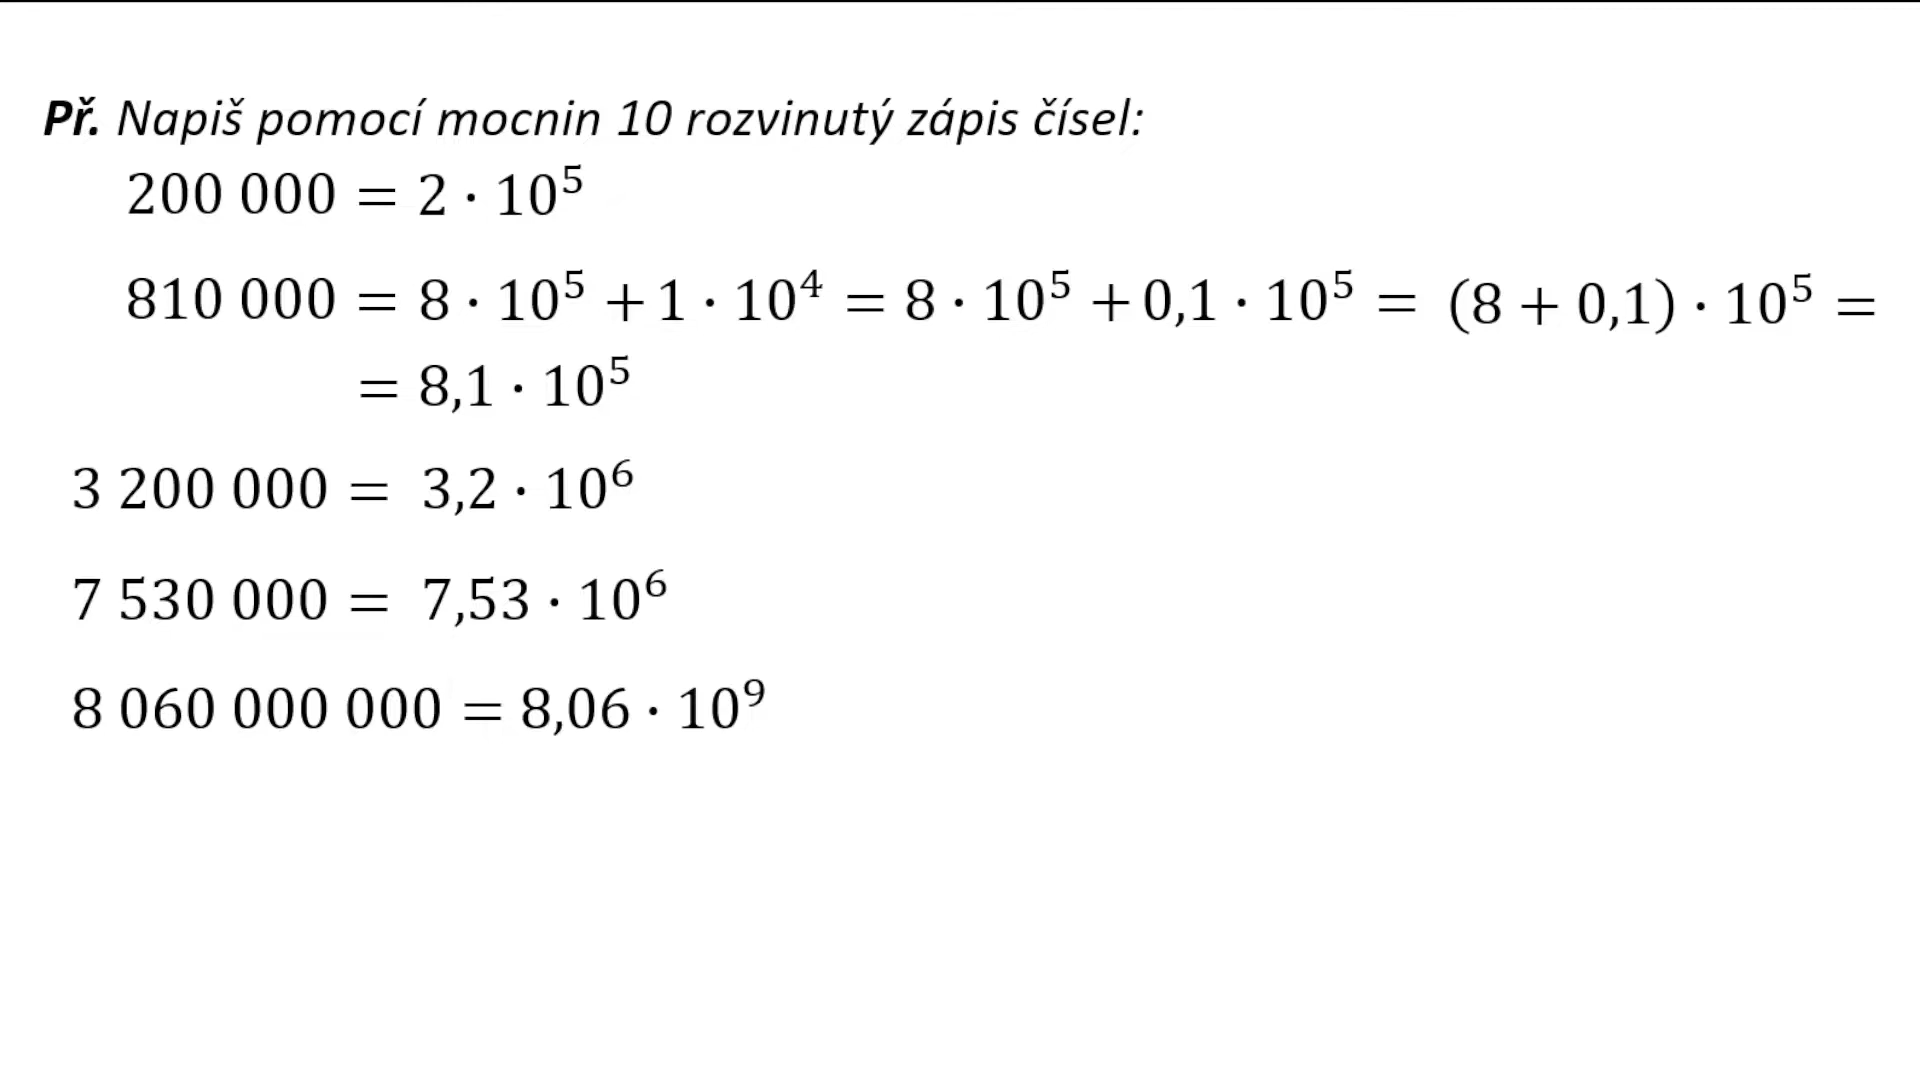 Př. Napiš pomocí mocnin 10 rozvinutý zápis čísel:
200 000 = 2 · 10⁵
810 000 = 8 · 10⁵ + 1 · 10⁴ = 8 · 10⁵ + 0,1 · 10⁵ = (8 + 0,1) · 10⁵ =
= 8,1 · 10⁵
3 200 000 = 3,2 · 10⁶
7 530 000 = 7,53 · 10⁶
8 060 000 000 = 8,06 · 10⁹